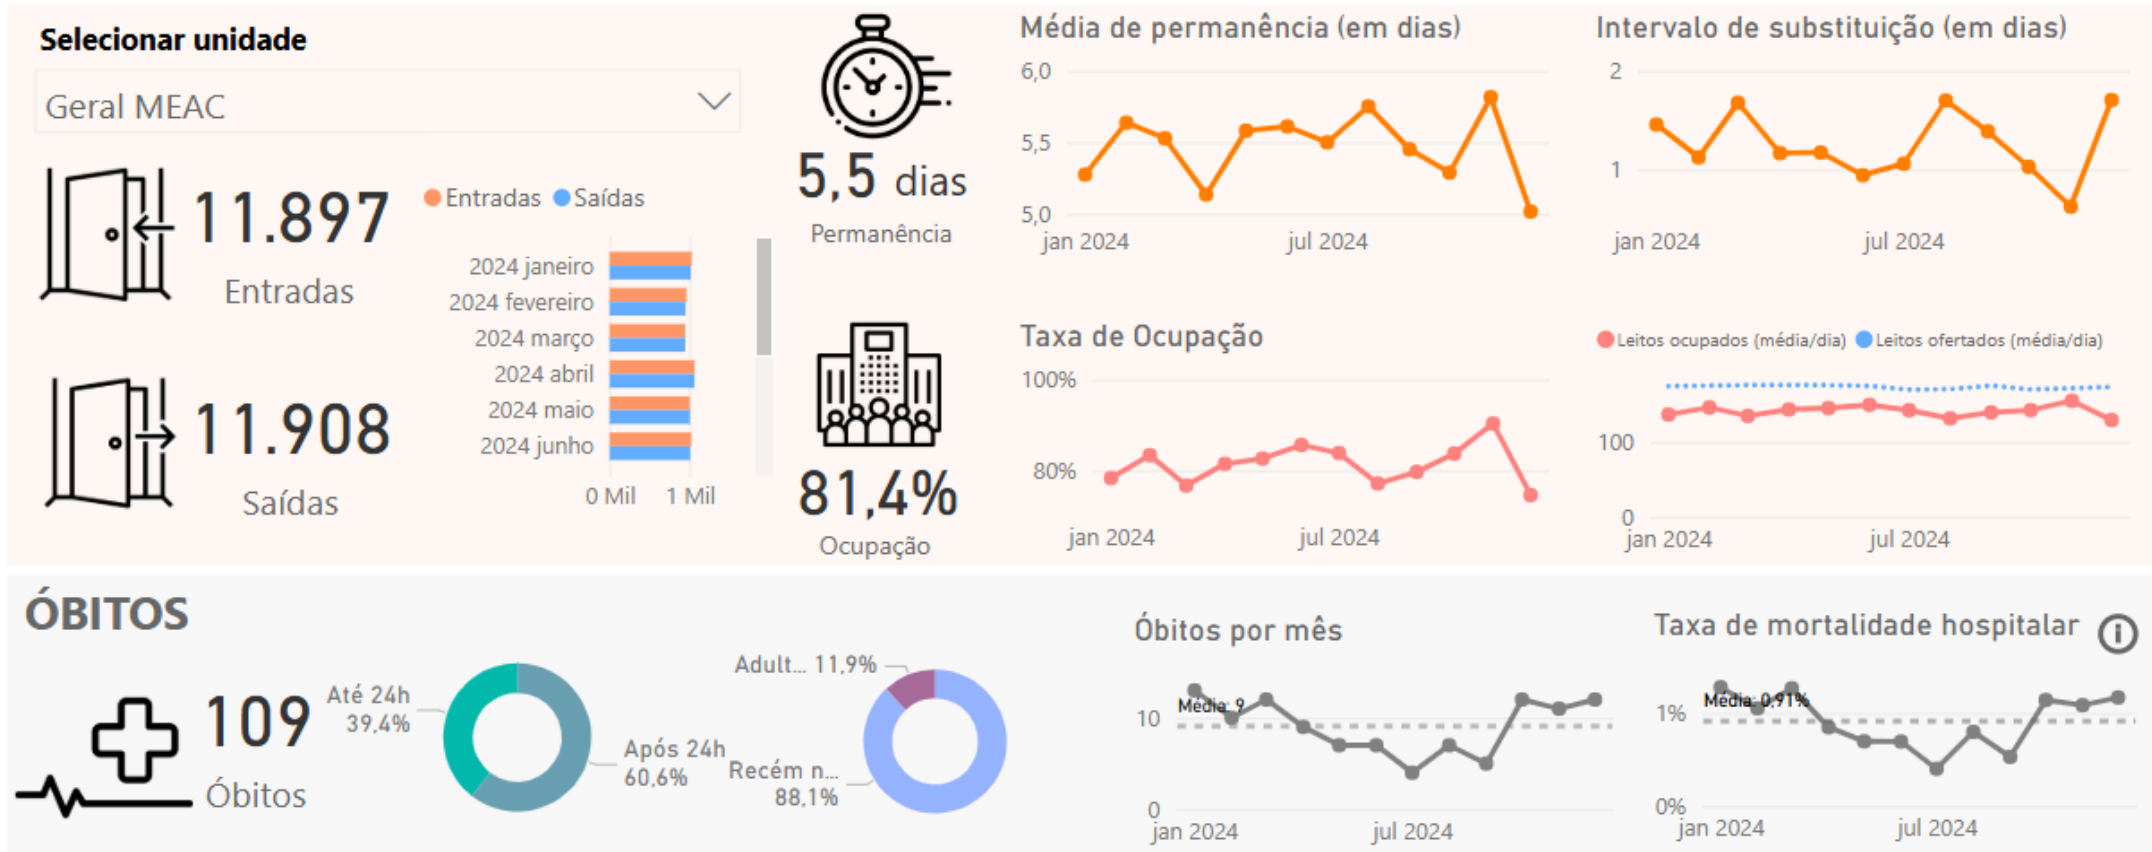 Selecionar unidade
Geral MEAC
11.897
Entradas
11.908
Saídas
Entradas Saídas
2024 janeiro
2024 fevereiro
2024 março
2024 abril
2024 maio
2024 junho
0 Mil 1 Mil
5,5 dias
Permanência
81,4%
Ocupação
Média de permanência (em dias)
6,0
5,5
5,0
jan 2024 jul 2024
Intervalo de substituição (em dias)
2
1
jan 2024 jul 2024
Taxa de Ocupação
100%
80%
jan 2024 jul 2024
Leitos ocupados (média/dia) Leitos ofertados (média/dia)
100
0
jan 2024 jul 2024
ÓBITOS
109
Óbitos
Até 24h
39,4%
Após 24h
60,6%
Adult... 11,9%
Recém n...
88,1%
Óbitos por mês
Média: 9
10
0
jan 2024 jul 2024
Taxa de mortalidade hospitalar
Média: 0,91%
1%
0%
jan 2024 jul 2024